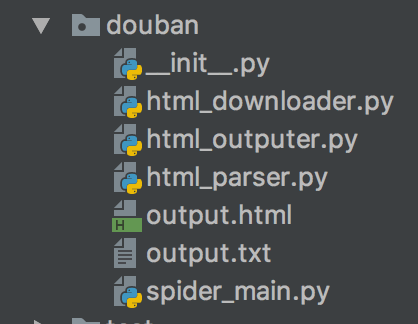 douban
__init__.py
html_downloader.py
html_outputer.py
html_parser.py
output.html
output.txt
spider_main.py